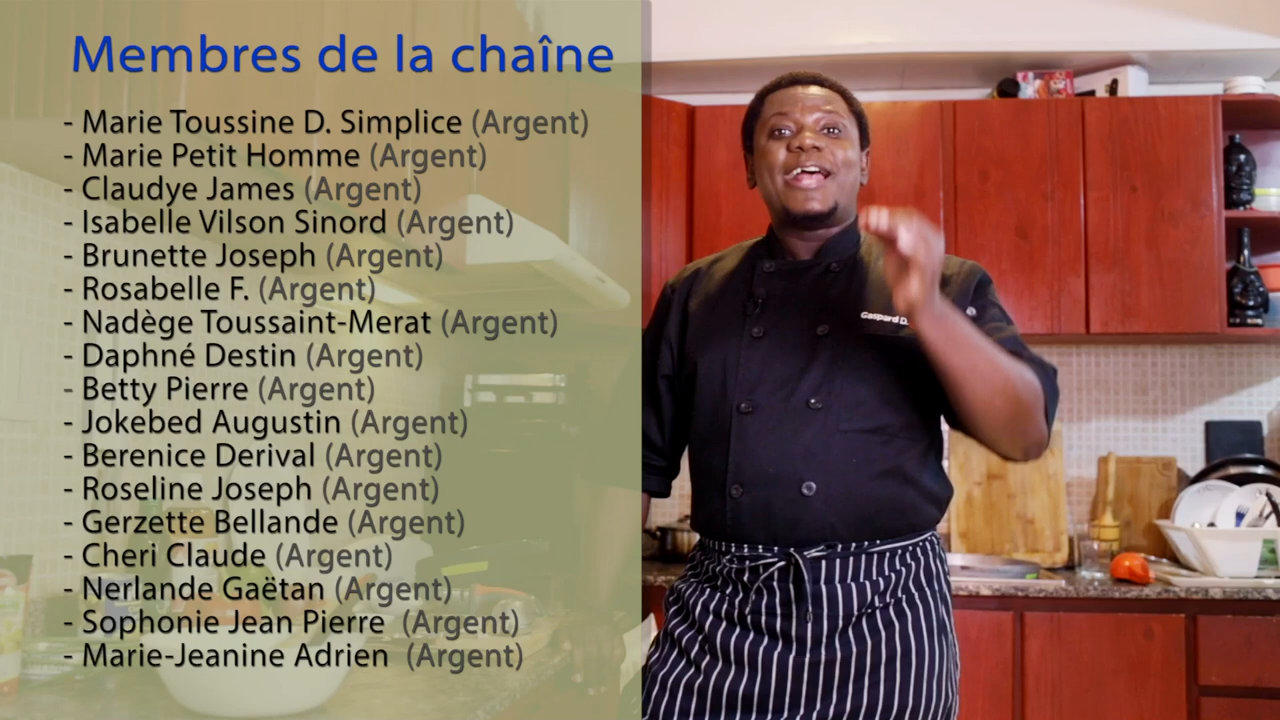 Membres de la chaîne
- Marie Toussine D. Simplice (Argent)
- Marie Petit Homme (Argent)
- Claudye James (Argent)
- Isabelle Vilson Sinord (Argent)
- Brunette Joseph (Argent)
- Rosabelle F. (Argent)
- Nadège Toussaint-Merat (Argent)
- Daphné Destin (Argent)
- Betty Pierre (Argent)
- Jokebed Augustin (Argent)
- Berenice Derival (Argent)
- Roseline Joseph (Argent)
- Gerzette Bellande (Argent)
- Cheri Claude (Argent)
- Nerlande Gaëtan (Argent)
- Sophonie Jean Pierre (Argent)
- Marie-Jeanine Adrien (Argent)
Gaspard D.